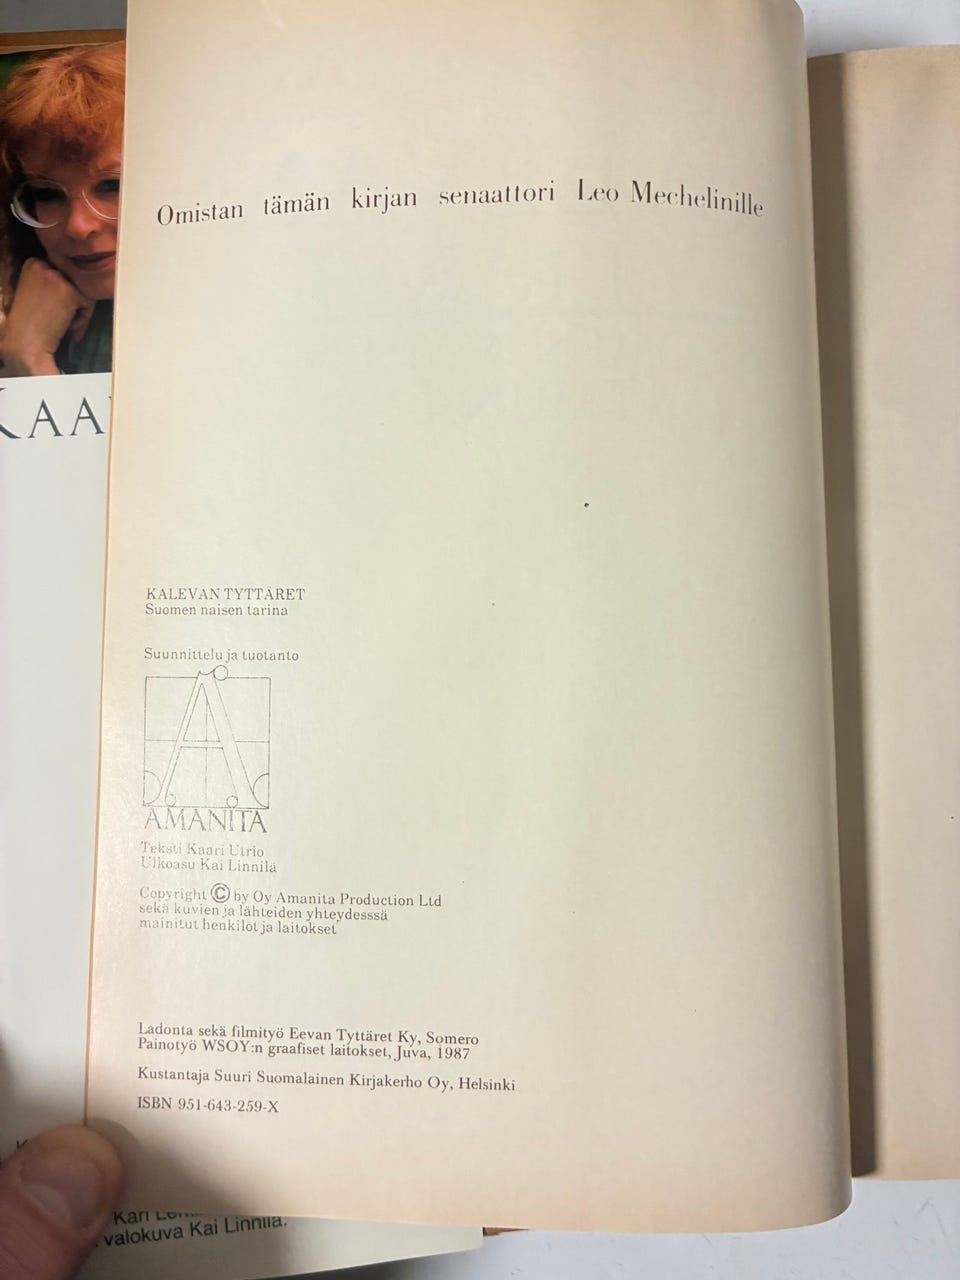 Omistan tämän kirjan senaattori Leo Mechelinille
KAA
KALEVAN TYTTÄRET
Suomen naisen tarina
Suunnittelu ja tuotanto
A
AMANITA
Teksti Kaari Utrio
Ulkoasu Kai Linnilä
Copyright © by Oy Amanita Production Ltd
sekä kuvien ja lähteiden yhteydesssä
mainitut henkilöt ja laitokset
Ladonta sekä filmityö Eevan Tyttäret Ky, Somero
Painotyö WSOY:n graafiset laitokset, Juva, 1987
Kustantaja Suuri Suomalainen Kirjakerho Oy, Helsinki
ISBN 951-643-259-X
valokuva Kai Linnilä.